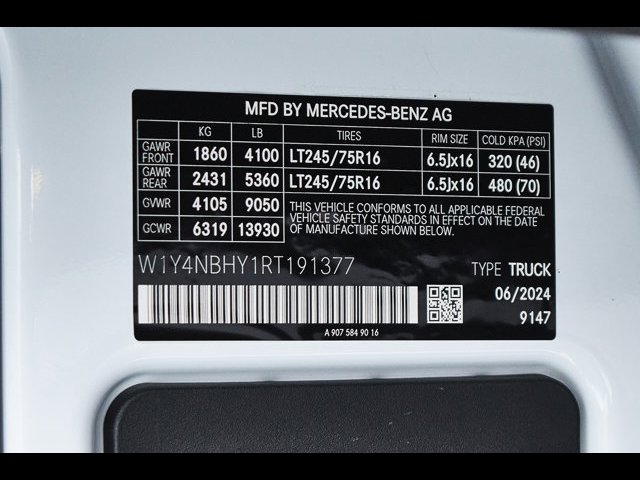 MFD BY MERCEDES-BENZ AG
KG LB TIRES RIM SIZE COLD KPA (PSI)
GAWR FRONT 1860 4100 LT245/75R16 6.5Jx16 320 (46)
GAWR REAR 2431 5360 LT245/75R16 6.5Jx16 480 (70)
GVWR 4105 9050
GCWR 6319 13930
THIS VEHICLE CONFORMS TO ALL APPLICABLE FEDERAL
VEHICLE SAFETY STANDARDS IN EFFECT ON THE DATE
OF MANUFACTURE SHOWN BELOW.
W1Y4NBHY1RT191377
TYPE TRUCK
06/2024
9147
A 907 584 90 16